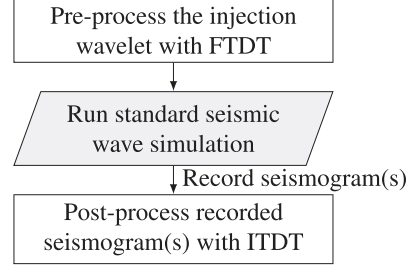 Pre-process the injection
wavelet with FTDT
Run standard seismic
wave simulation
Record seismogram(s)
Post-process recorded
seismogram(s) with ITDT